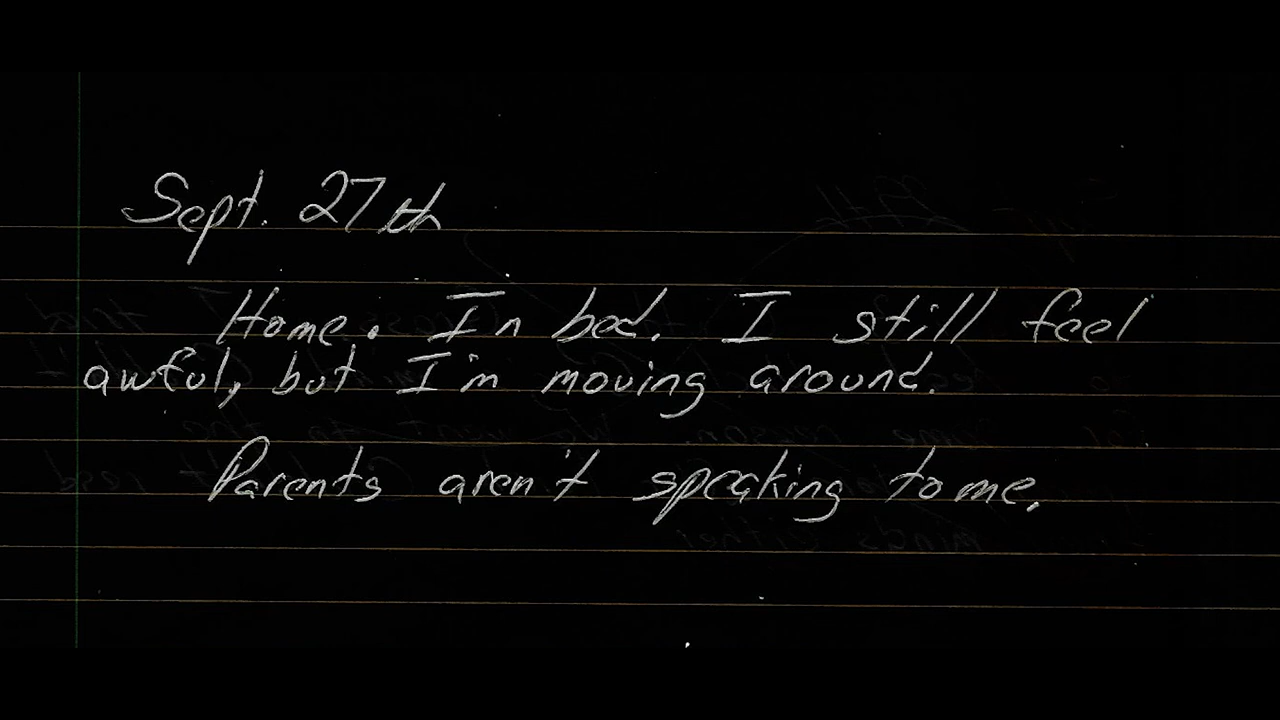 Sept. 27th
Home. In bed. I still feel
awful, but I'm moving around.
Parents aren't speaking to me.